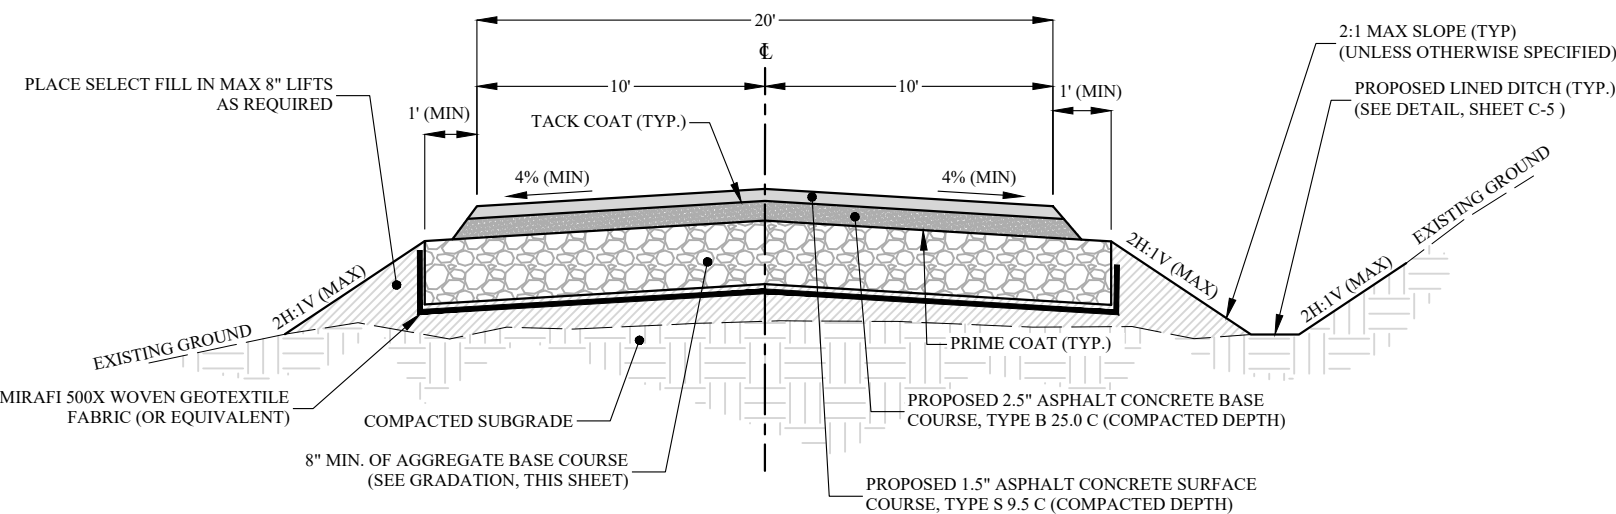 20'
℄
10'
10'
1' (MIN)
1' (MIN)
PLACE SELECT FILL IN MAX 8" LIFTS
AS REQUIRED
TACK COAT (TYP.)
2:1 MAX SLOPE (TYP)
(UNLESS OTHERWISE SPECIFIED)
PROPOSED LINED DITCH (TYP.)
(SEE DETAIL, SHEET C-5 )
4% (MIN)
4% (MIN)
EXISTING GROUND
2H:1V (MAX)
2H:1V (MAX)
2H:1V (MAX)
EXISTING GROUND
PRIME COAT (TYP.)
MIRAFI 500X WOVEN GEOTEXTILE
FABRIC (OR EQUIVALENT)
COMPACTED SUBGRADE
8" MIN. OF AGGREGATE BASE COURSE
(SEE GRADATION, THIS SHEET)
PROPOSED 2.5" ASPHALT CONCRETE BASE
COURSE, TYPE B 25.0 C (COMPACTED DEPTH)
PROPOSED 1.5" ASPHALT CONCRETE SURFACE
COURSE, TYPE S 9.5 C (COMPACTED DEPTH)